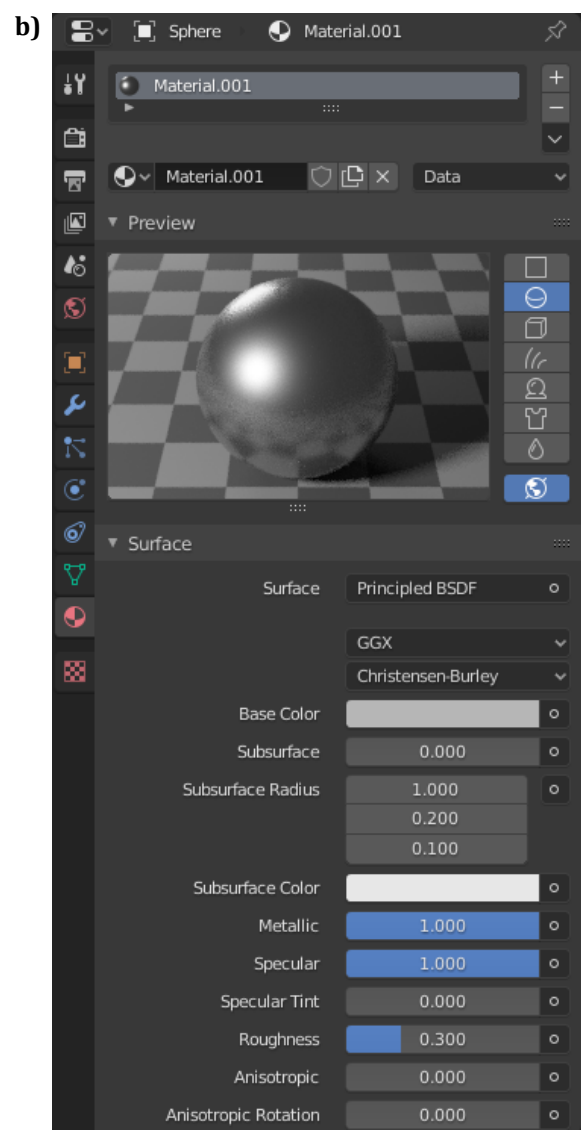 b)
Sphere Material.001
Material.001
Material.001 Data
Preview
Surface
Surface Principled BSDF
GGX
Christensen-Burley
Base Color
Subsurface 0.000
Subsurface Radius 1.000
0.200
0.100
Subsurface Color
Metallic 1.000
Specular 1.000
Specular Tint 0.000
Roughness 0.300
Anisotropic 0.000
Anisotropic Rotation 0.000